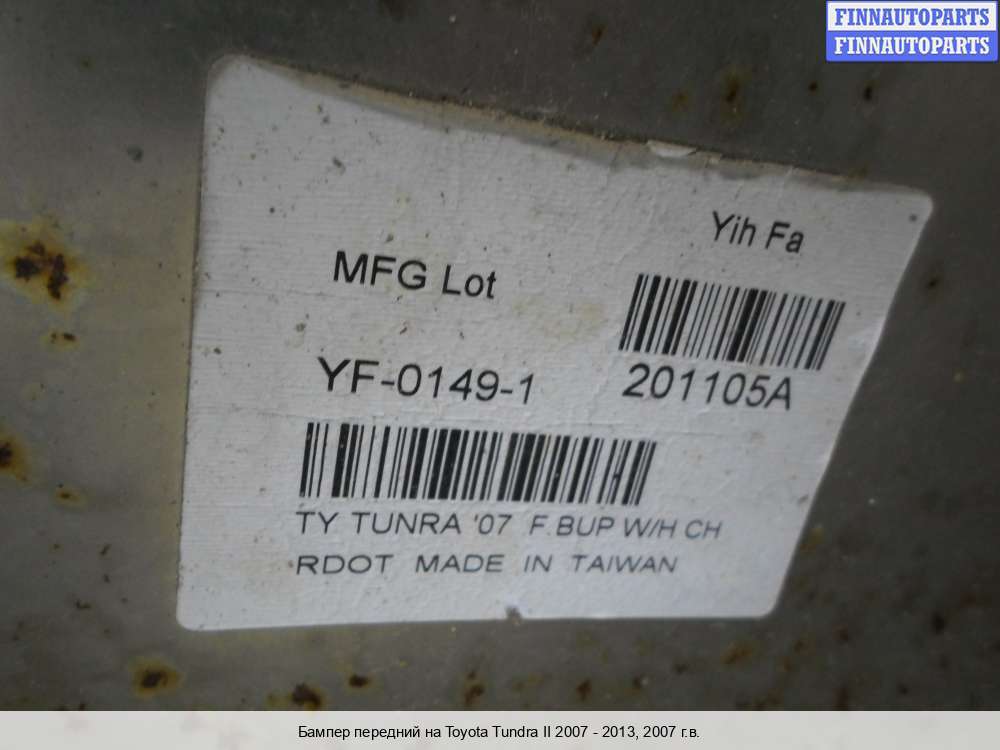 FINNAUTOPARTS
FINNAUTOPARTS
Yih Fa
MFG Lot
YF-0149-1
201105A
TY TUNRA '07 F.BUP W/H CH
RDOT MADE IN TAIWAN
Бампер передний на Toyota Tundra II 2007 - 2013, 2007 г.в.